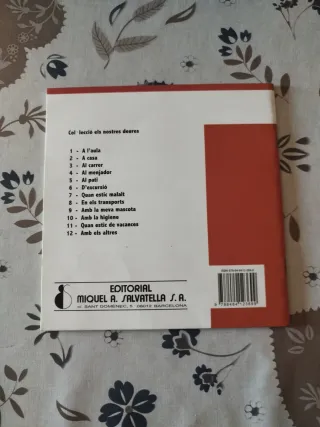 Col·lecció els nostres deures
1 - A l'aula
2 - A casa
3 - Al carrer
4 - Al menjador
5 - Al pati
6 - D'excursió
7 - Quan estic malalt
8 - En els transports
9 - Amb la meva mascota
10 - Amb la higiene
11 - Quan estic de vacances
12 - Amb els altres
EDITORIAL
MIQUEL A. SALVATELLA S. A.
BARCELONA